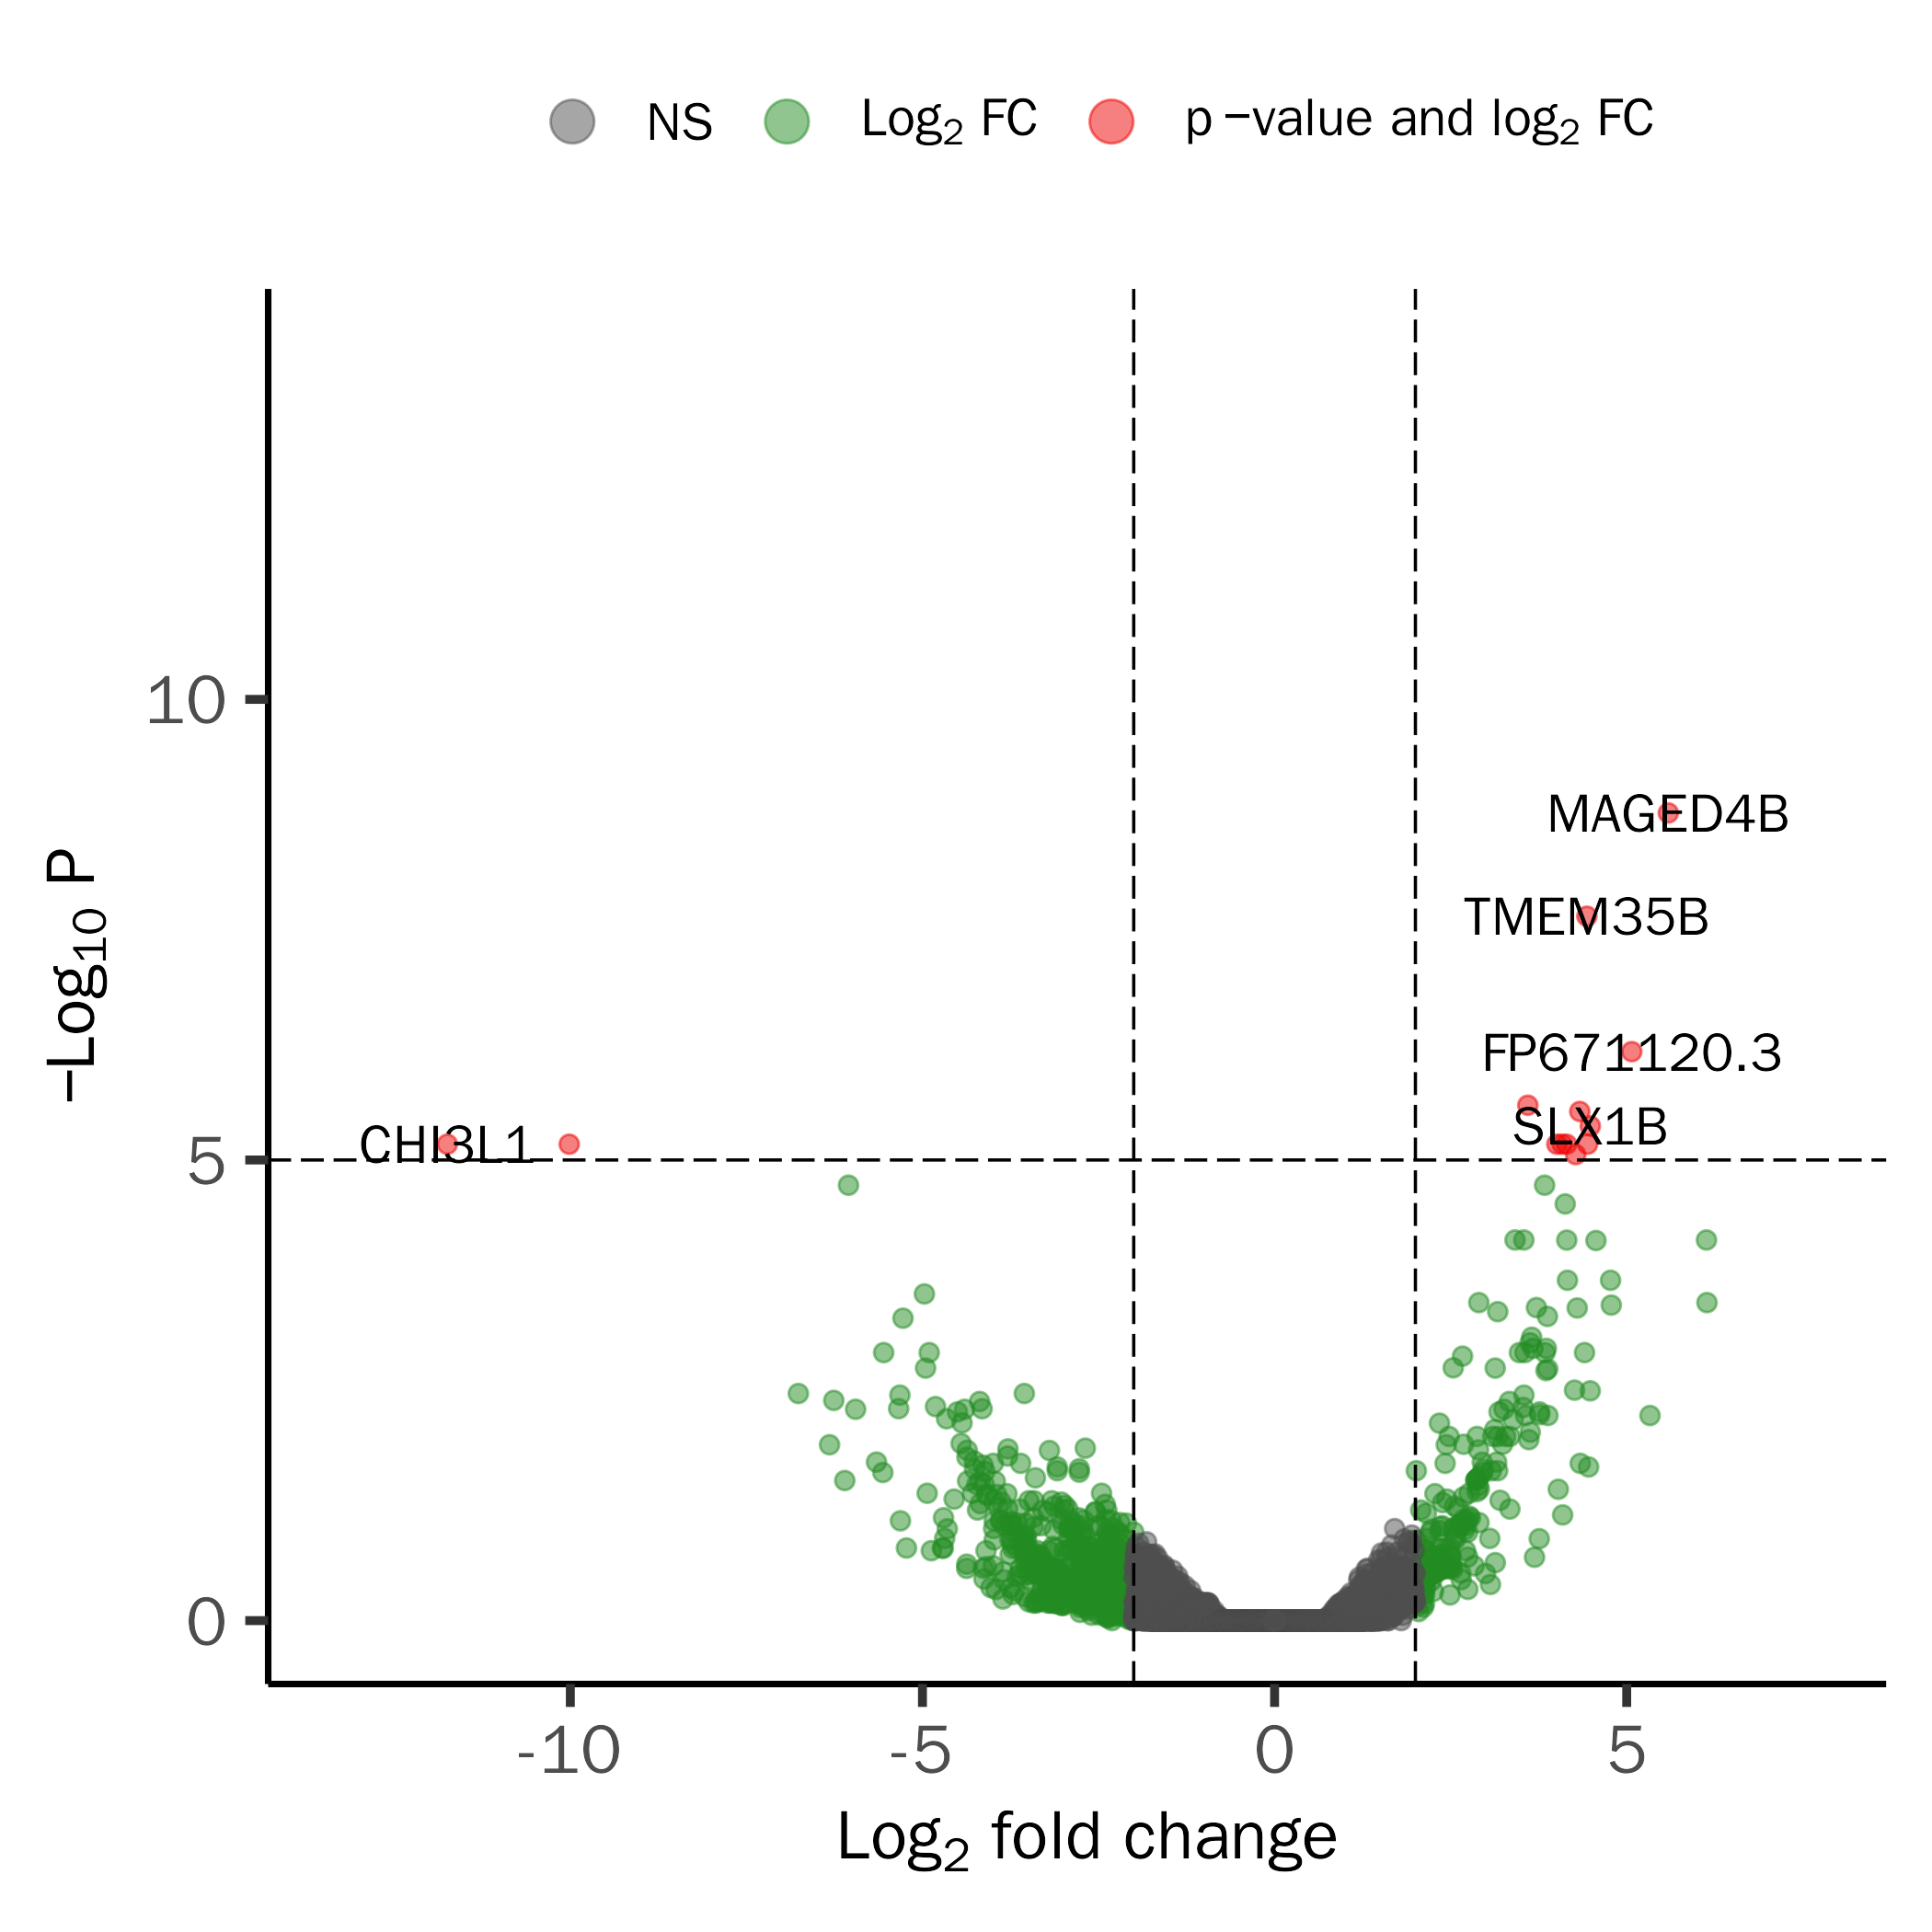 NS Log2 FC p −value and log2 FC
−Log10 P
10
5
0
MAGED4B
TMEM35B
FP671120.3
SLX1B
CHI3L1
-10 -5 0 5
Log2 fold change